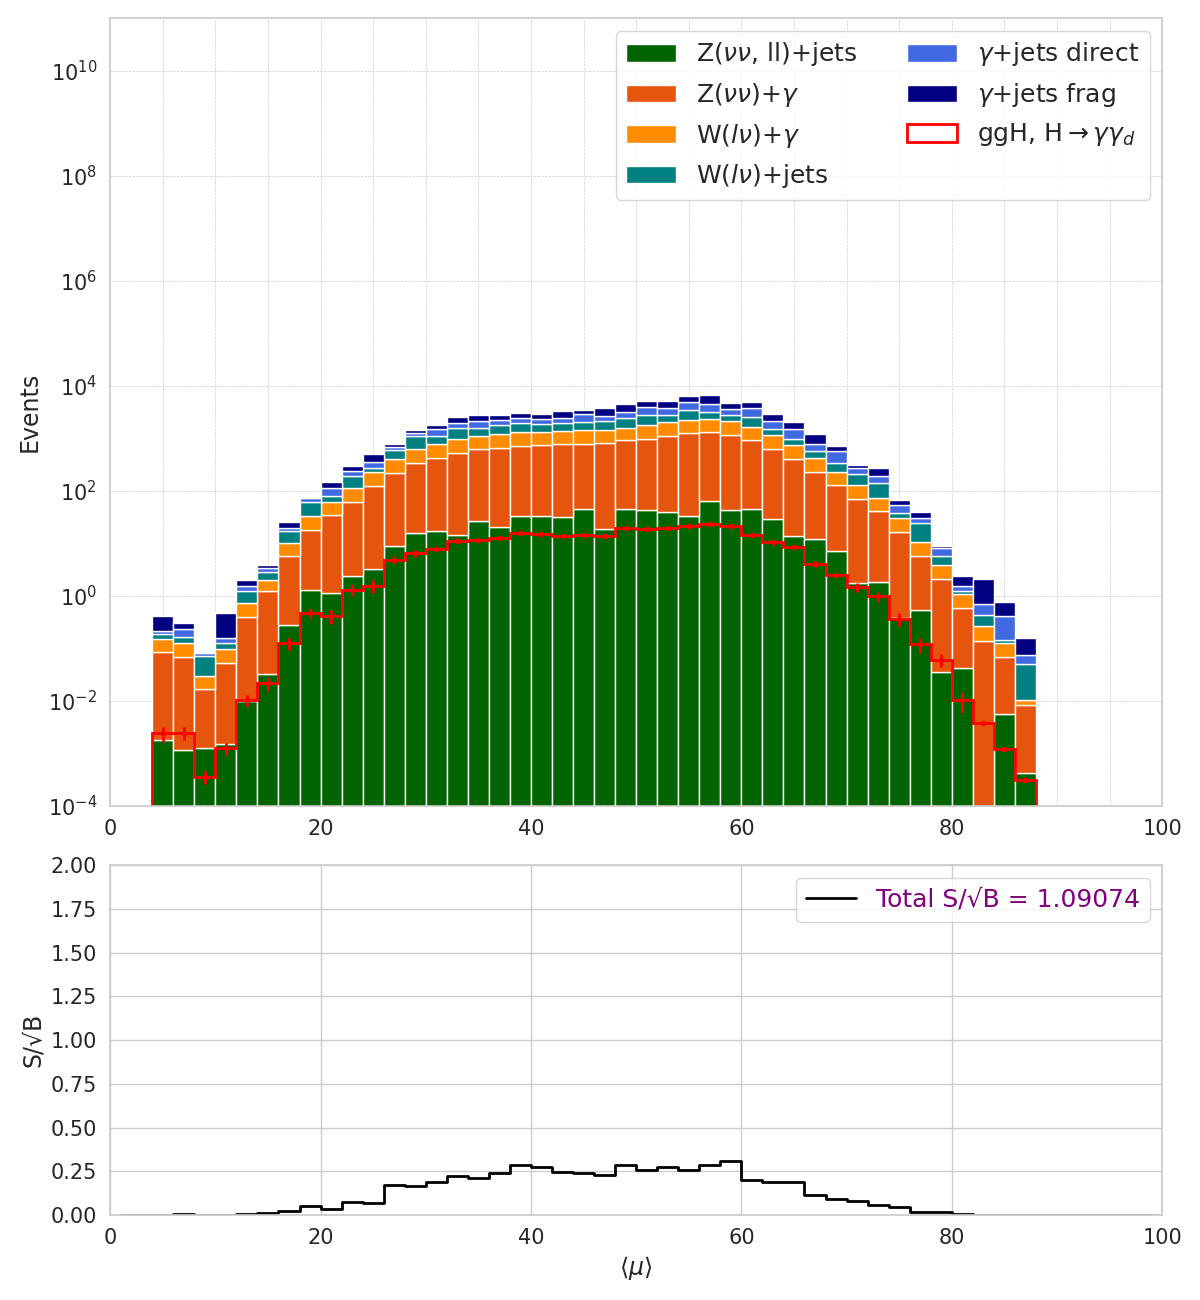 Z(νν, ll)+jets
Z(νν)+γ
W(lν)+γ
W(lν)+jets
γ+jets direct
γ+jets frag
ggH, H→γγ_d
Events
10^10
10^8
10^6
10^4
10^2
10^0
10^−2
10^−4
0 20 40 60 80 100
Total S/√B = 1.09074
S/√B
2.00
1.75
1.50
1.25
1.00
0.75
0.50
0.25
0.00
0 20 40 60 80 100
⟨μ⟩